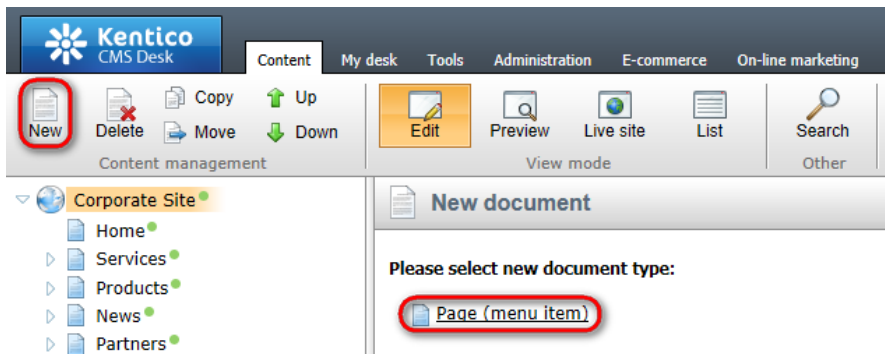 Kentico
CMS Desk
Content My desk Tools Administration E-commerce On-line marketing
New Delete Copy Move Up Down Edit Preview Live site List Search
Content management View mode Other
Corporate Site
Home
Services
Products
News
Partners
New document
Please select new document type:
Page (menu item)